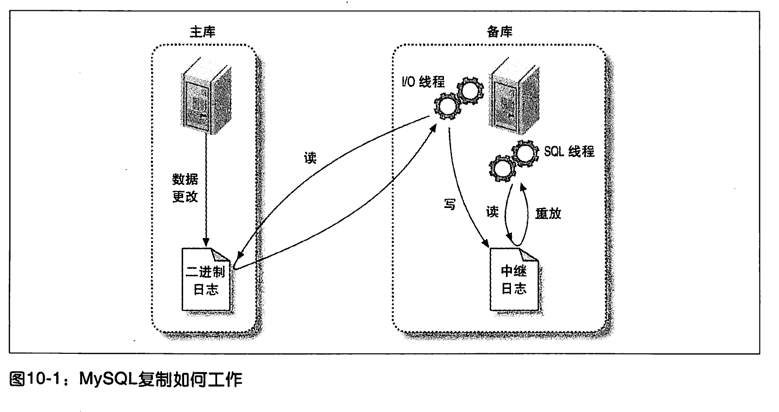 主库
备库
I/O 线程
SQL 线程
读
数据
更改
写
读
重放
二进制
日志
中继
日志
图10-1：MySQL复制如何工作